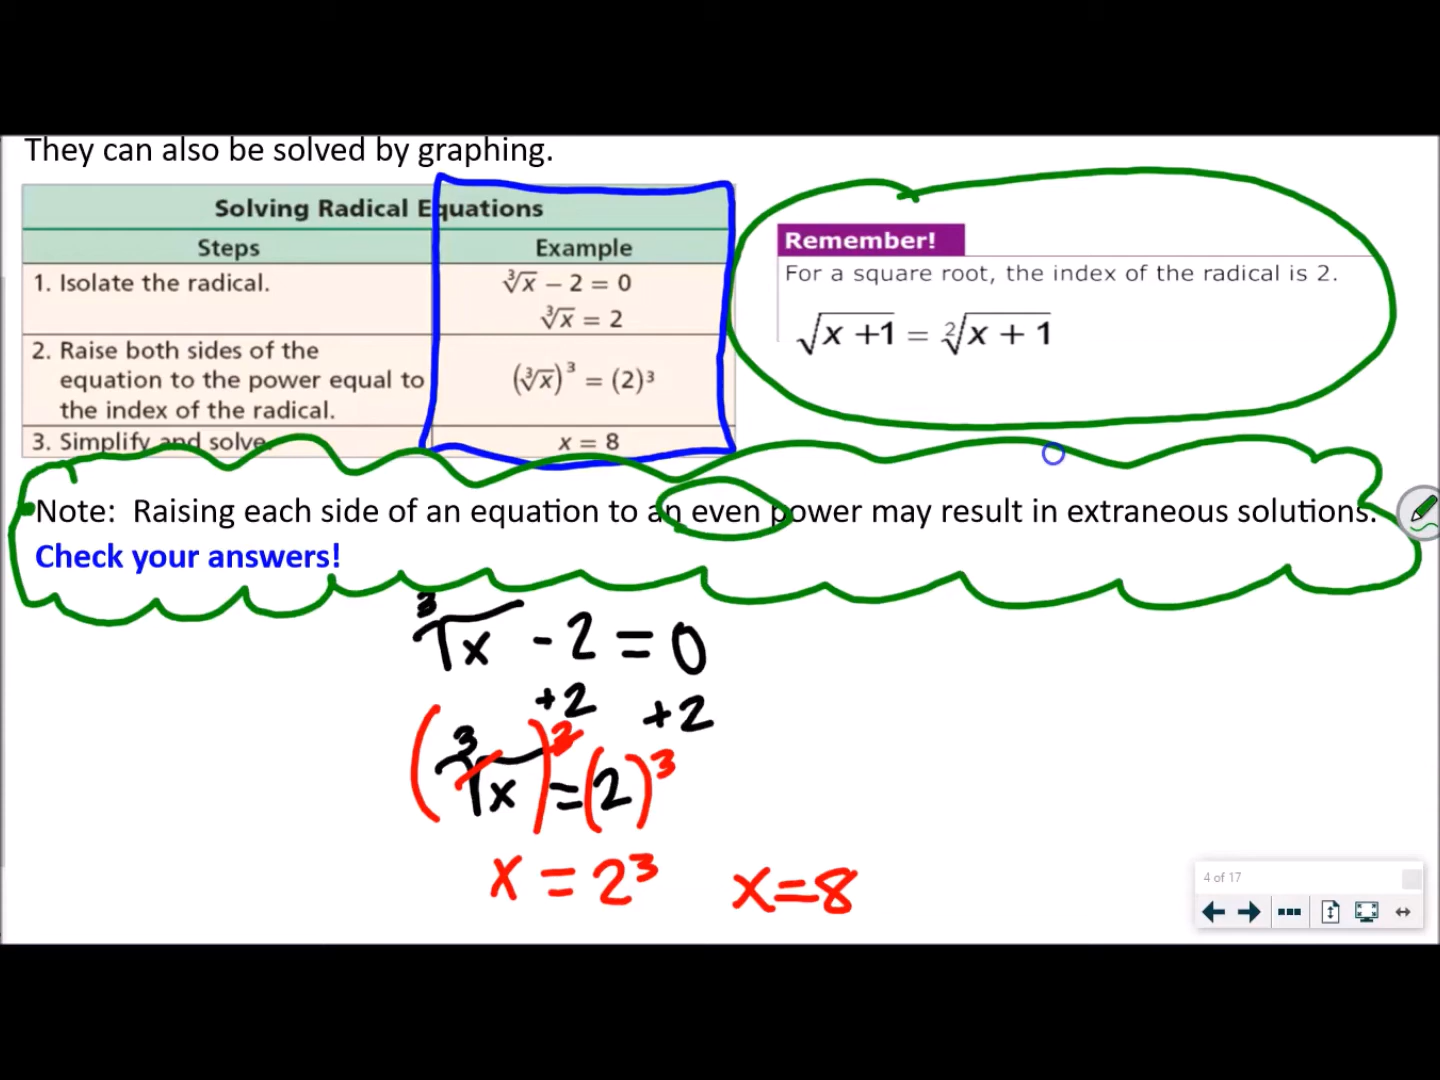 They can also be solved by graphing.
Solving Radical Equations
Steps
Example
1. Isolate the radical.
∛x − 2 = 0
∛x = 2
2. Raise both sides of the
equation to the power equal to
the index of the radical.
(∛x)³ = (2)³
3. Simplify and solve
x = 8
Remember!
For a square root, the index of the radical is 2.
√(x +1) = ²√(x + 1)
Note: Raising each side of an equation to an even power may result in extraneous solutions.
Check your answers!
∛x - 2 = 0
+2 +2
(∛x)³ = (2)³
x = 2³ x=8
4 of 17